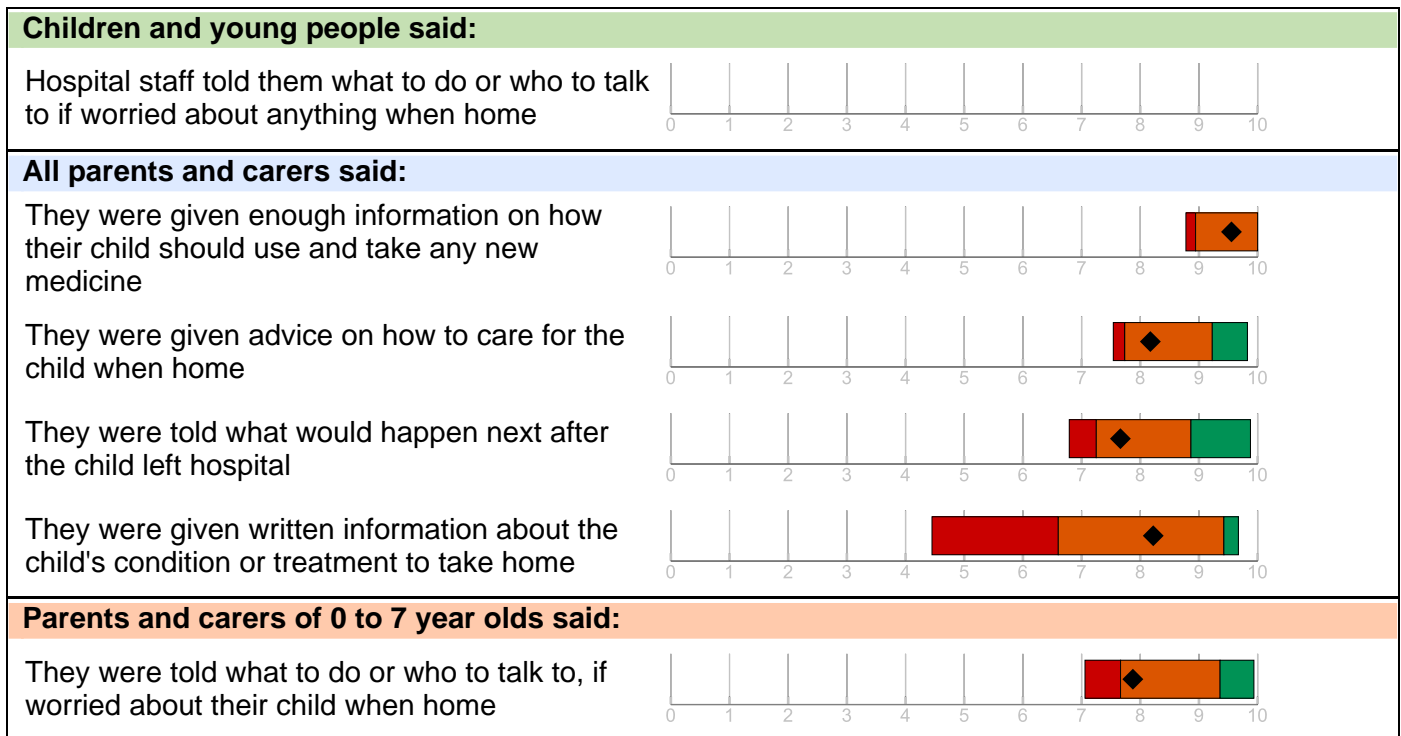 Children and young people said:
Hospital staff told them what to do or who to talk
to if worried about anything when home
0 1 2 3 4 5 6 7 8 9 10
All parents and carers said:
They were given enough information on how
their child should use and take any new
medicine
0 1 2 3 4 5 6 7 8 9 10
They were given advice on how to care for the
child when home
0 1 2 3 4 5 6 7 8 9 10
They were told what would happen next after
the child left hospital
0 1 2 3 4 5 6 7 8 9 10
They were given written information about the
child's condition or treatment to take home
0 1 2 3 4 5 6 7 8 9 10
Parents and carers of 0 to 7 year olds said:
They were told what to do or who to talk to, if
worried about their child when home
0 1 2 3 4 5 6 7 8 9 10